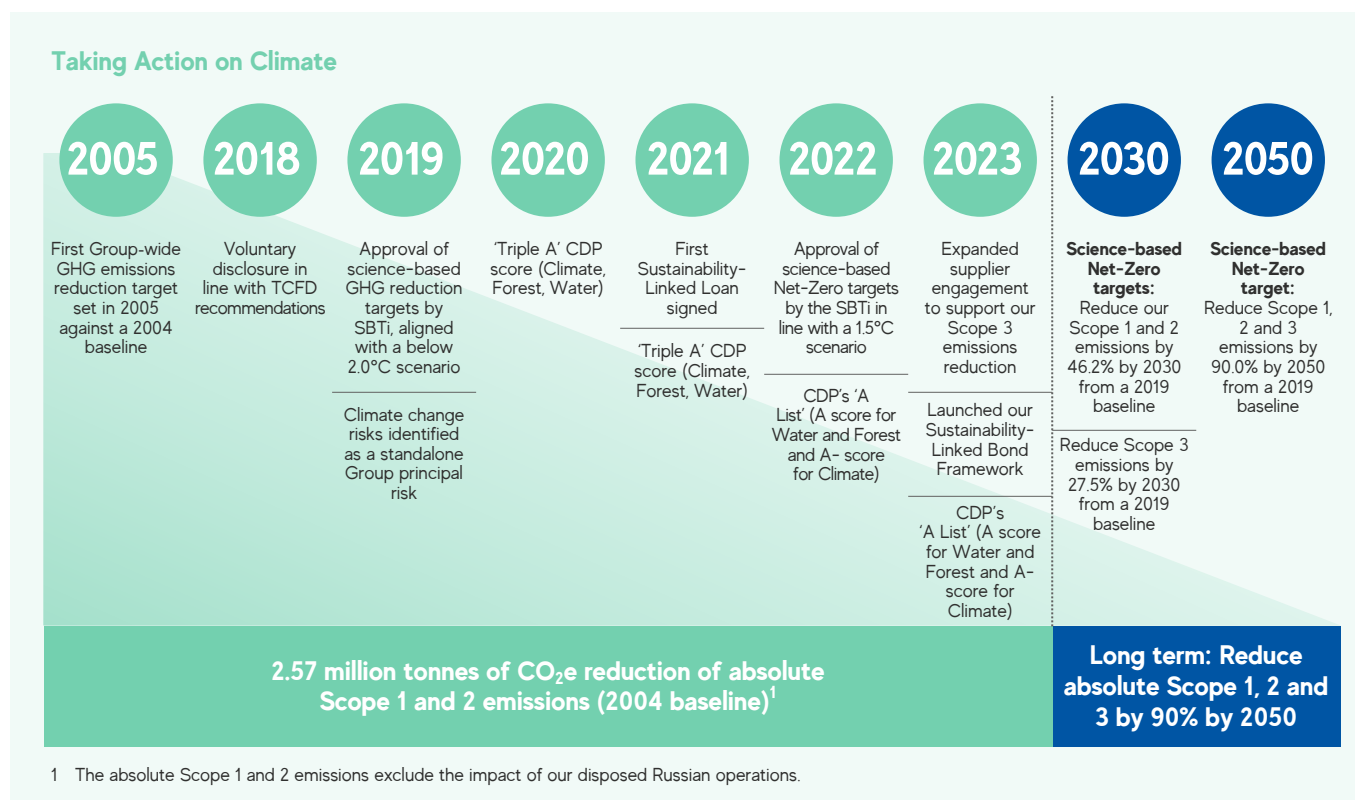 Taking Action on Climate
2005
First Group-wide
GHG emissions
reduction target
set in 2005
against a 2004
baseline
2018
Voluntary
disclosure in
line with TCFD
recommendations
2019
Approval of
science-based
GHG reduction
targets by
SBTi, aligned
with a below
2.0°C scenario
Climate change
risks identified
as a standalone
Group principal
risk
2020
‘Triple A’ CDP
score (Climate,
Forest, Water)
2021
First
Sustainability-
Linked Loan
signed
‘Triple A’ CDP
score (Climate,
Forest, Water)
2022
Approval of
science-based
Net-Zero targets
by the SBTi in
line with a 1.5°C
scenario
CDP’s ‘A
List’ (A score for
Water and Forest
and A- score
for Climate)
2023
Expanded
supplier
engagement
to support our
Scope 3
emissions
reduction
Launched our
Sustainability-
Linked Bond
Framework
CDP’s
‘A List’ (A score
for Water and
Forest and A-
score for
Climate)
2030
Science-based
Net-Zero
targets:
Reduce our
Scope 1 and 2
emissions by
46.2% by 2030
from a 2019
baseline
Reduce Scope 3
emissions by
27.5% by 2030
from a 2019
baseline
2050
Science-based
Net-Zero
target:
Reduce Scope 1,
2 and 3
emissions by
90.0% by 2050
from a 2019
baseline
2.57 million tonnes of CO₂e reduction of absolute
Scope 1 and 2 emissions (2004 baseline)¹
Long term: Reduce
absolute Scope 1, 2 and
3 by 90% by 2050
1 The absolute Scope 1 and 2 emissions exclude the impact of our disposed Russian operations.